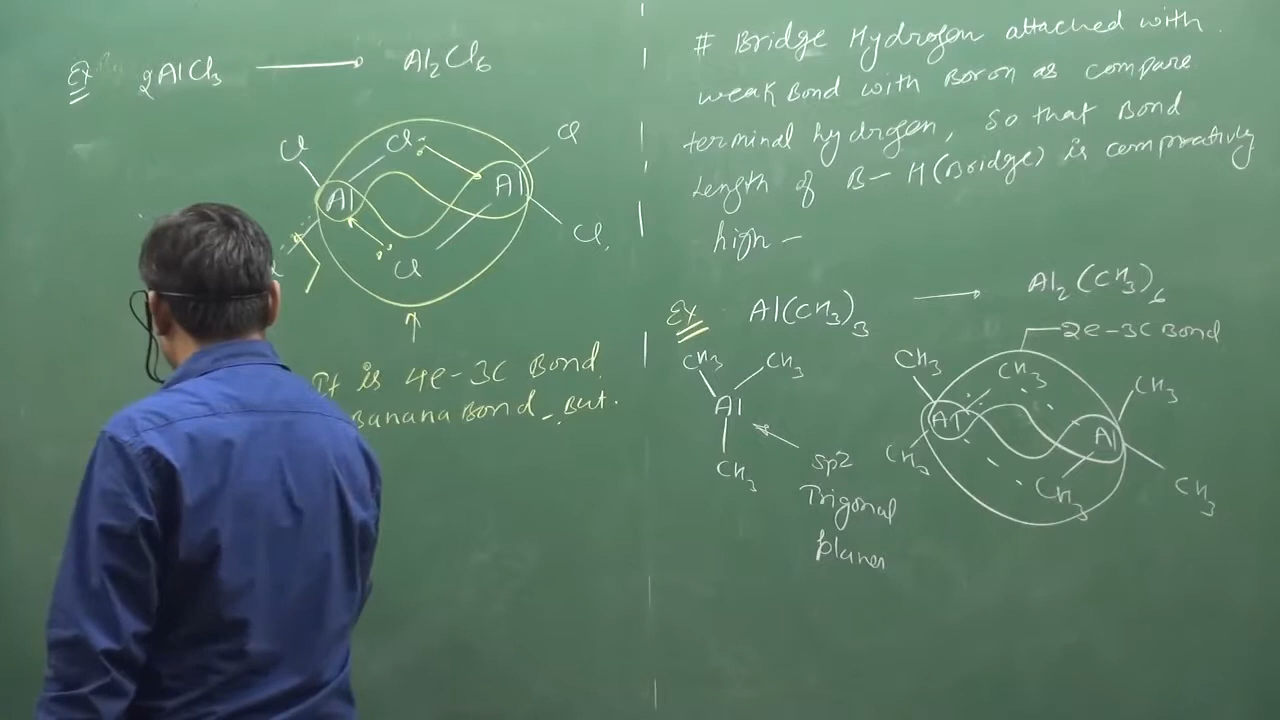 Ex 2AlCl3 → Al2Cl6
Cl
Cl
Cl
Al
Al
Cl
Cl
It is 4e-3C Bond
Banana Bond - But.
# Bridge Hydrogen attached with
weak Bond with Boron as compare
terminal hydrogen, so that Bond
Length of B-H(Bridge) is compratively
high -
Ex Al(CH3)3 → Al2(CH3)6
2e-3C Bond
CH3
CH3
Al
CH3
sp2
Trigonal
planer
CH3
CH3
CH3
Al
Al
CH3
CH3
CH3